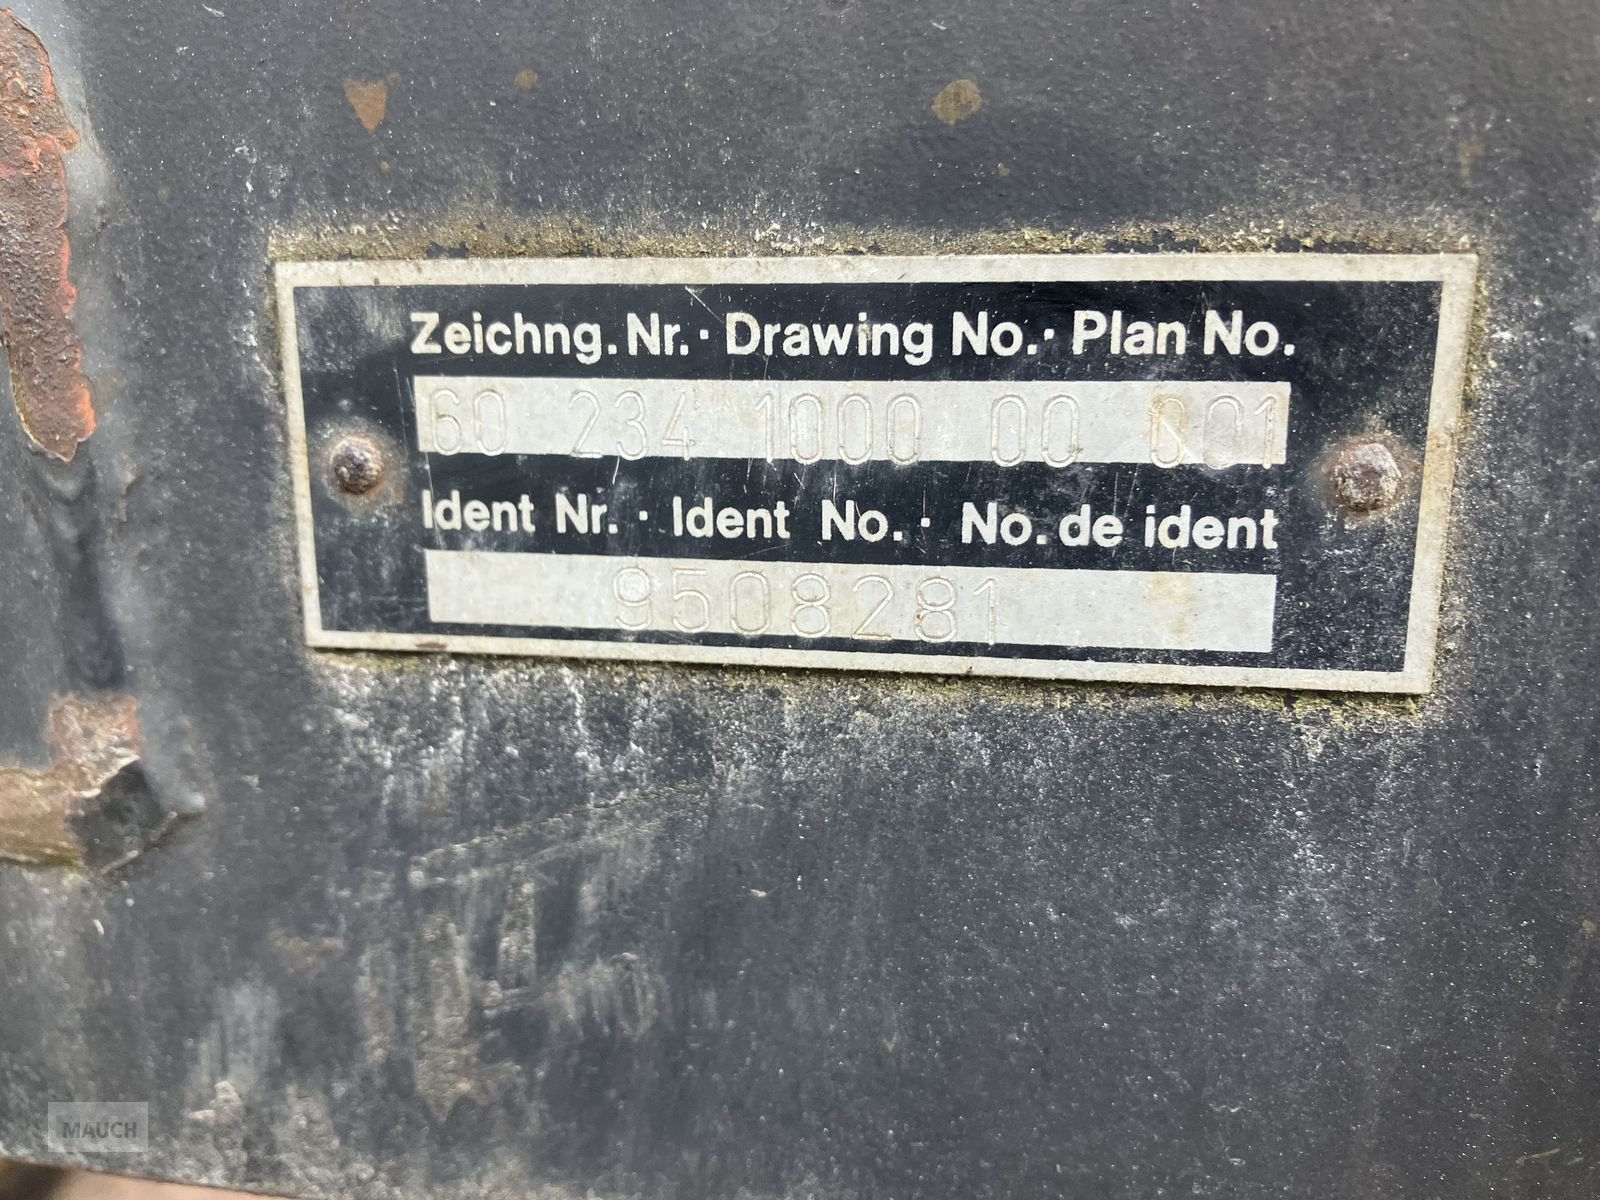 Zeichng. Nr. · Drawing No. · Plan No.
60 234 1000 00 001
Ident Nr. · Ident No. · No. de ident
9508281
MAUCH